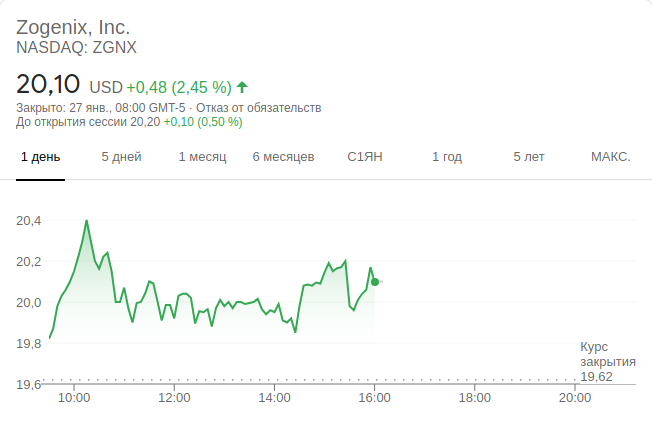 Zogenix, Inc.
NASDAQ: ZGNX
20,10 USD +0,48 (2,45 %)
Закрыто: 27 янв., 08:00 GMT-5 · Отказ от обязательств
До открытия сессии 20,20 +0,10 (0,50 %)
1 день 5 дней 1 месяц 6 месяцев С1ЯН 1 год 5 лет МАКС.
20,4
20,2
20,0
19,8
Курс
закрытия
19,62
19,6
10:00 12:00 14:00 16:00 18:00 20:00